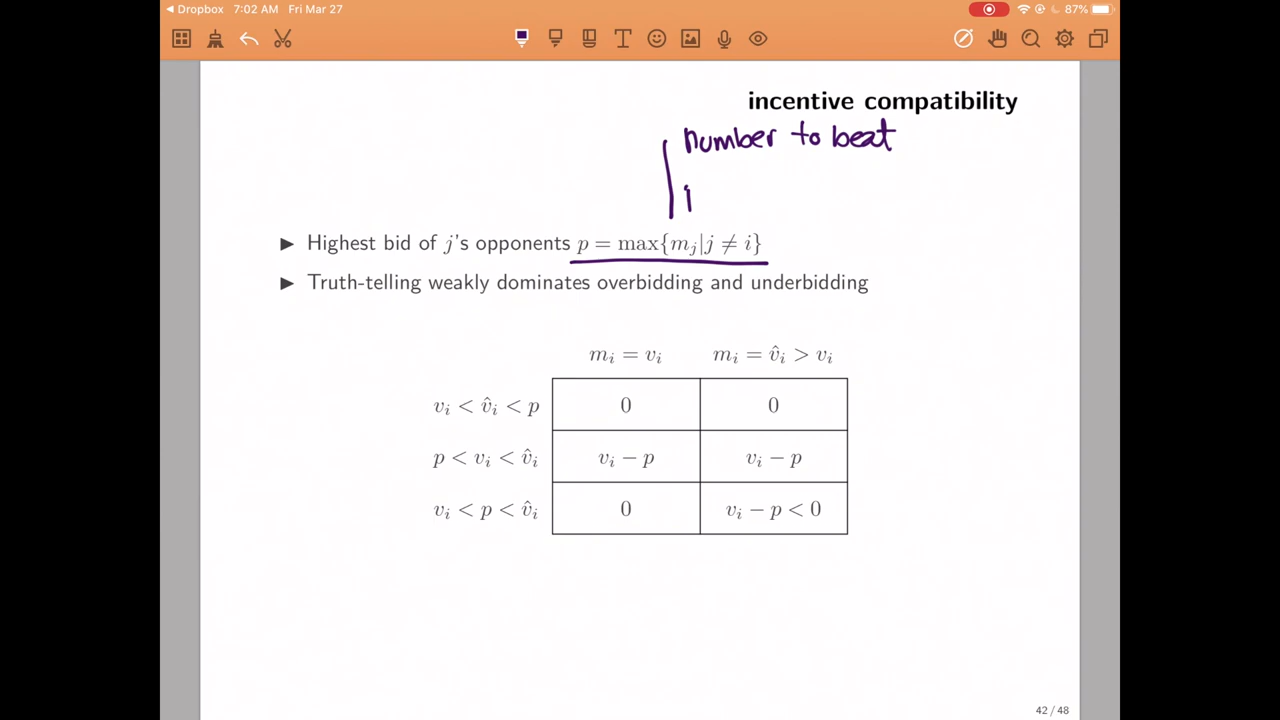 Dropbox 7:02 AM Fri Mar 27 87%
incentive compatibility
number to beat
i
▶ Highest bid of j's opponents p = max{m_j|j ≠ i}
▶ Truth-telling weakly dominates overbidding and underbidding
m_i = v_i m_i = v̂_i > v_i
v_i < v̂_i < p 0 0
p < v_i < v̂_i v_i − p v_i − p
v_i < p < v̂_i 0 v_i − p < 0
42 / 48